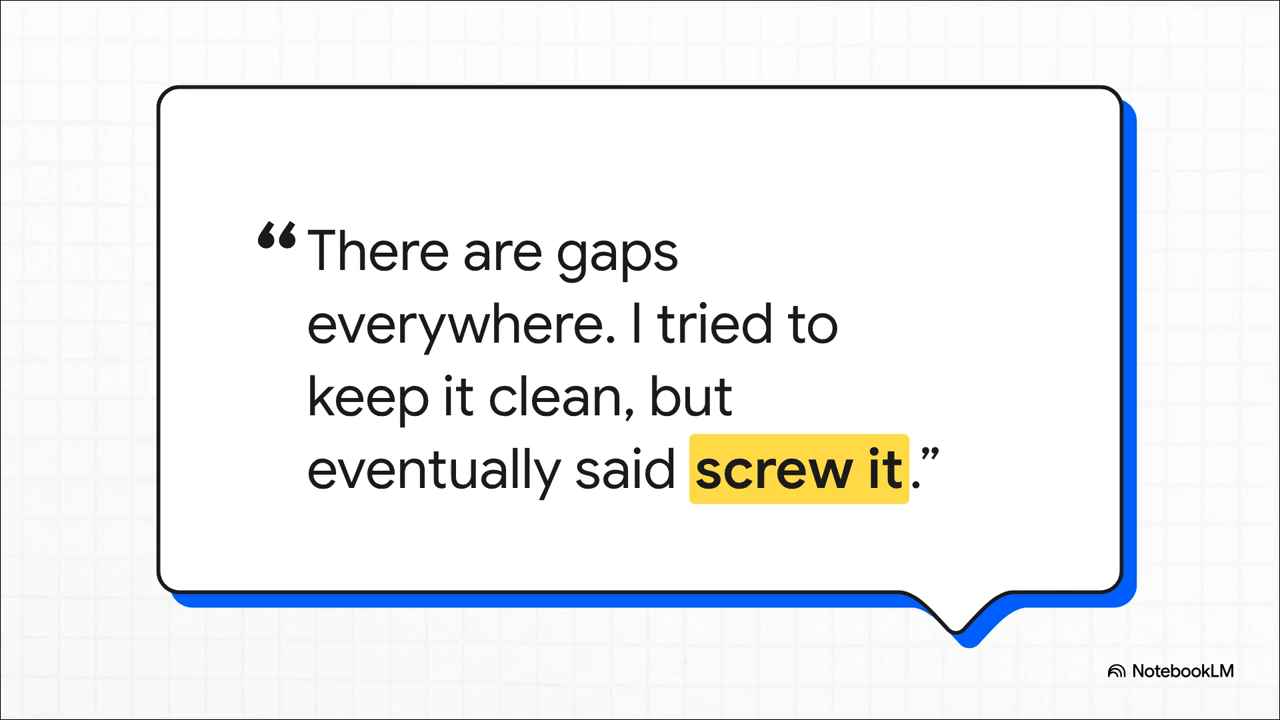 “There are gaps
everywhere. I tried to
keep it clean, but
eventually said screw it.”
NotebookLM